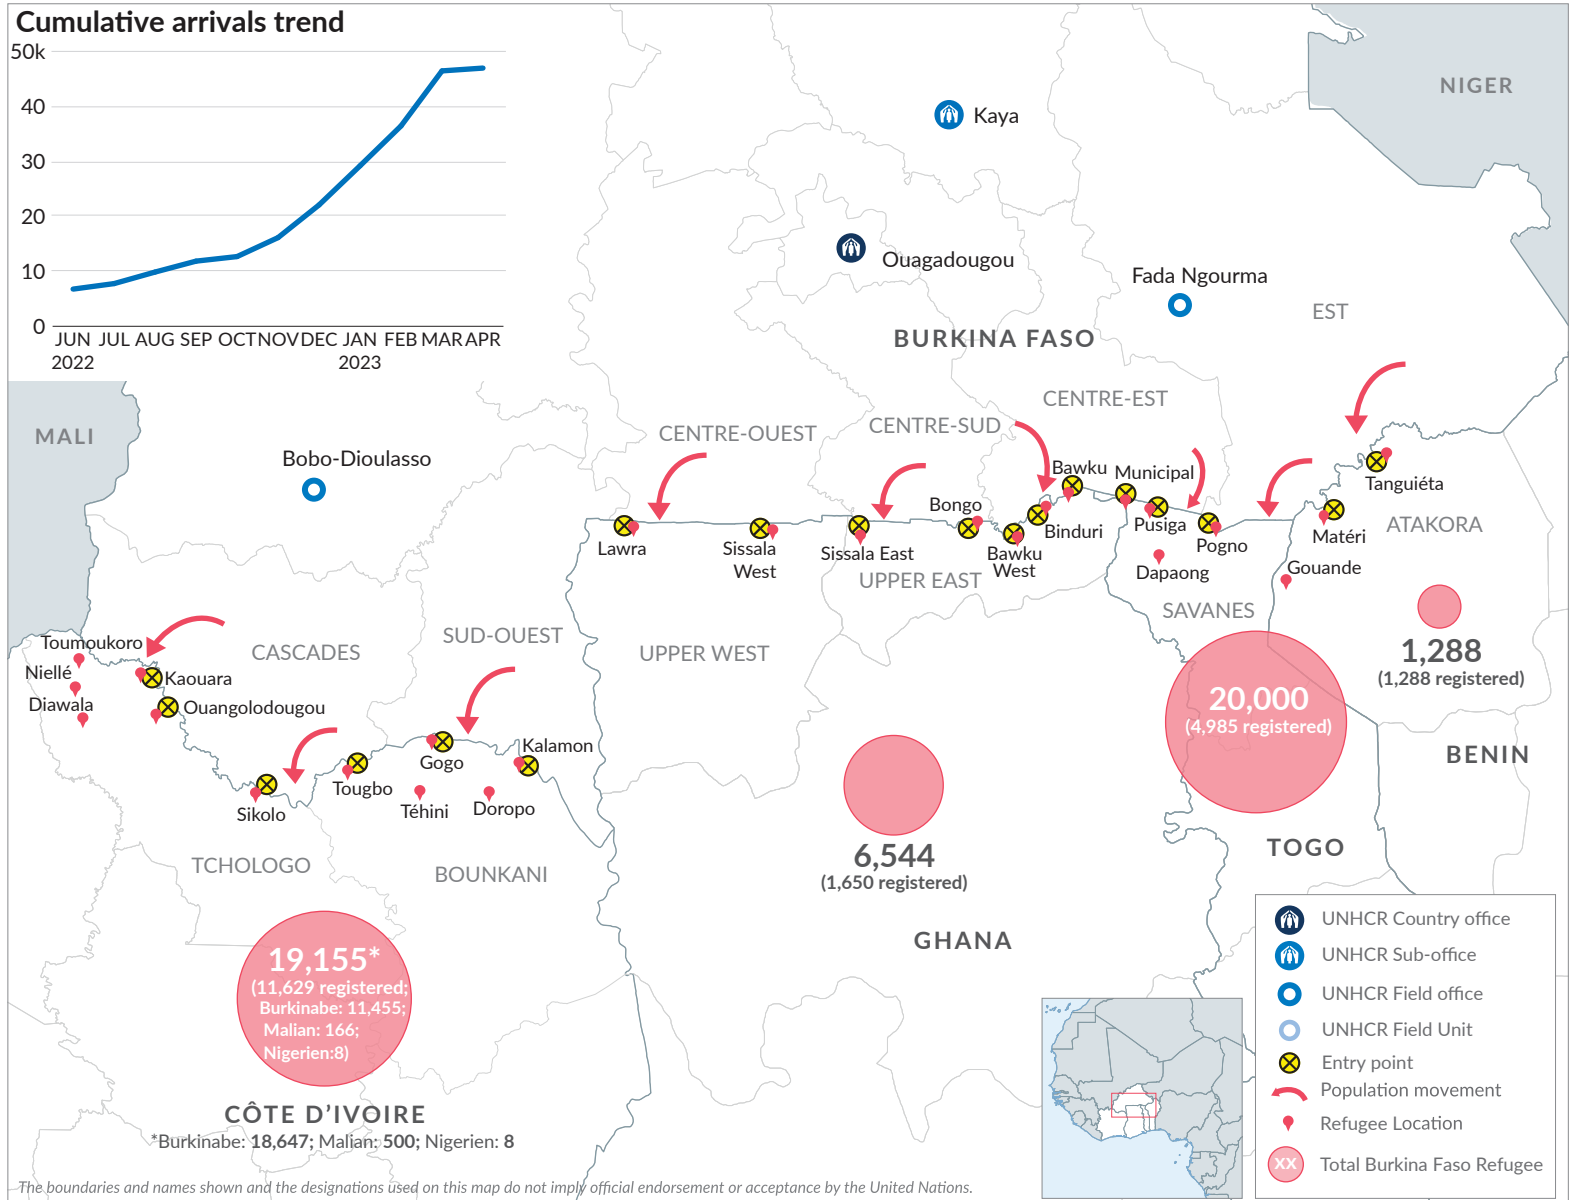 Cumulative arrivals trend
50k
40
30
20
10
0
JUN JUL AUG SEP OCT NOV DEC JAN FEB MAR APR
2022 2023
NIGER
Kaya
Ouagadougou
Fada Ngourma
EST
BURKINA FASO
CENTRE-EST
CENTRE-SUD
CENTRE-OUEST
MALI
Bobo-Dioulasso
Bawku Municipal
Tanguiéta
Bongo
Lawra
Sissala
West
Sissala East
Bawku
West
Binduri
Pusiga
Pogno
Matéri
ATAKORA
Dapaong
Gouande
UPPER EAST
SAVANES
Toumoukoro
Niellé
Diawala
Kaouara
Ouangolodougou
CASCADES
SUD-OUEST
UPPER WEST
1,288
(1,288 registered)
20,000
(4,985 registered)
Sikolo
Tougbo
Gogo
Kalamon
Téhini
Doropo
BENIN
TCHOLOGO
BOUNKANI
6,544
(1,650 registered)
TOGO
GHANA
19,155*
(11,629 registered;
Burkinabe: 11,455;
Malian: 166;
Nigerien:8)
CÔTE D’IVOIRE
*Burkinabe: 18,647; Malian: 500; Nigerien: 8
UNHCR Country office
UNHCR Sub-office
UNHCR Field office
UNHCR Field Unit
Entry point
Population movement
Refugee Location
XX Total Burkina Faso Refugee
The boundaries and names shown and the designations used on this map do not imply official endorsement or acceptance by the United Nations.